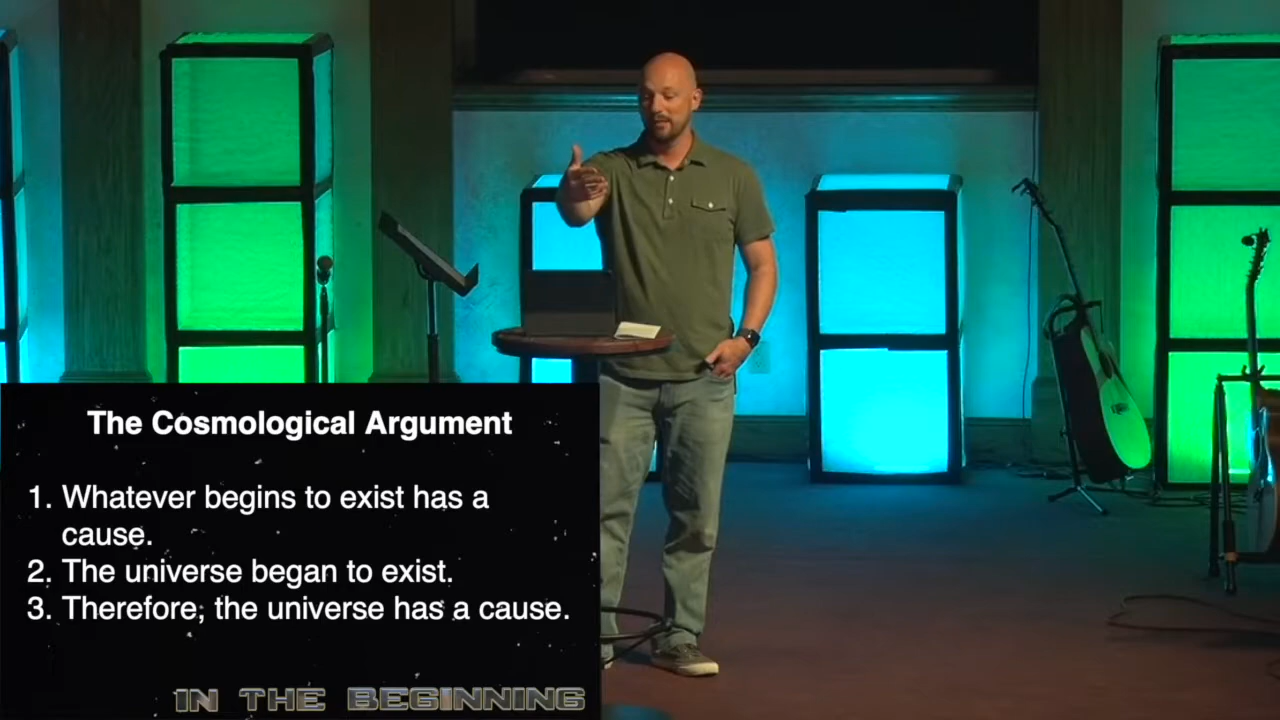 The Cosmological Argument
1. Whatever begins to exist has a
cause.
2. The universe began to exist.
3. Therefore, the universe has a cause.
IN THE BEGINNING